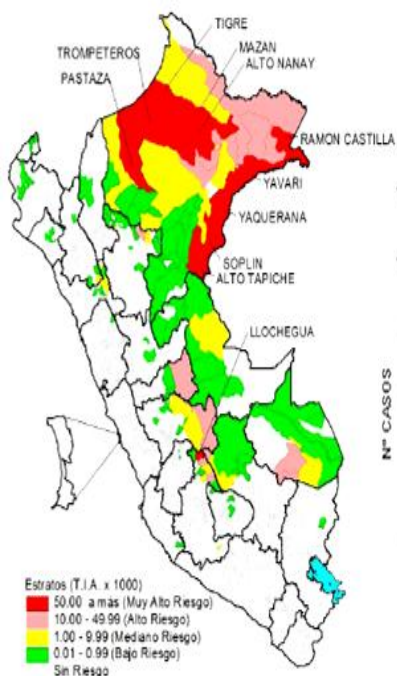 TIGRE
TROMPETEROS
MAZAN
ALTO NANAY
PASTAZA
RAMON CASTILLA
YAVARI
YAQUERANA
SOPLIN
ALTO TAPICHE
LLOCHEGUA
N° CASOS
Estratos (T.I.A. x 1000)
50.00 a más (Muy Alto Riesgo)
10.00 - 49.99 (Alto Riesgo)
1.00 - 9.99 (Mediano Riesgo)
0.01 - 0.99 (Bajo Riesgo)
Sin Riesgo